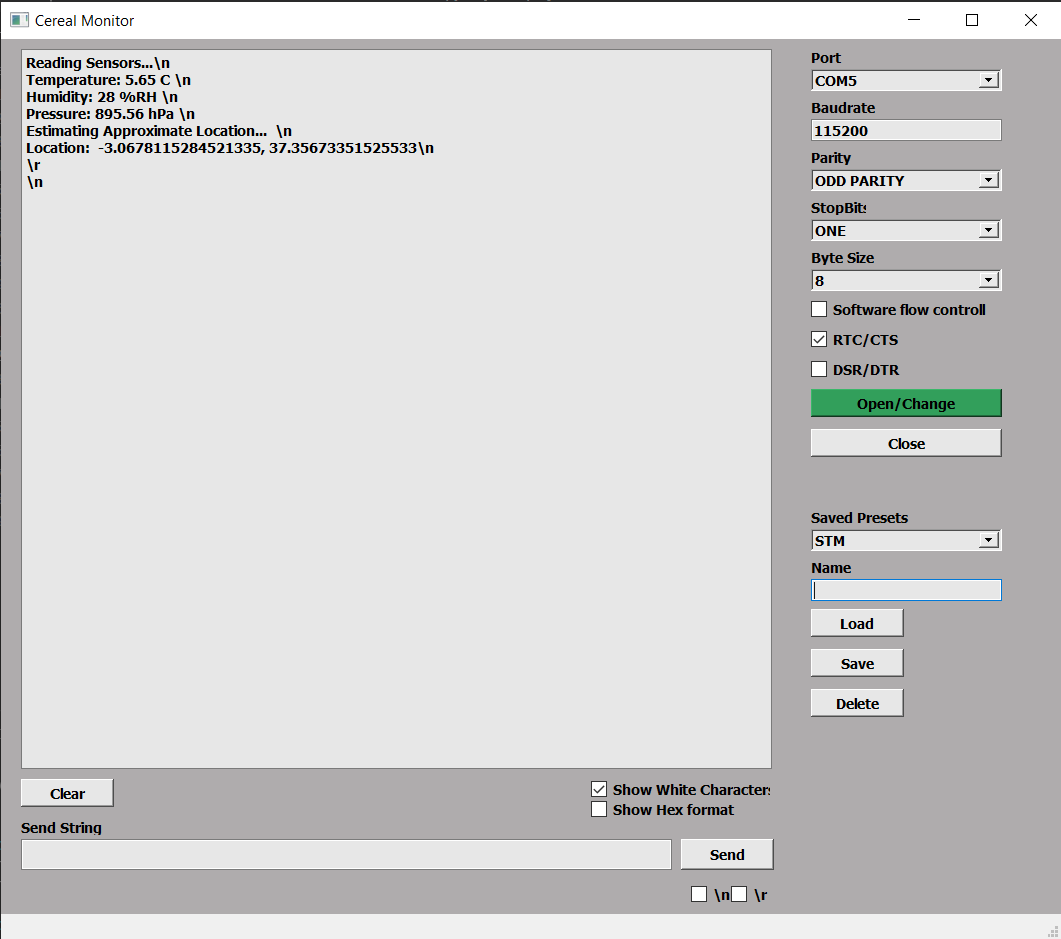 Cereal Monitor
Reading Sensors...\n
Temperature: 5.65 C \n
Humidity: 28 %RH \n
Pressure: 895.56 hPa \n
Estimating Approximate Location...  \n
Location:  -3.0678115284521335, 37.35673351525533\n
\r
\n
Port
COM5
Baudrate
115200
Parity
ODD PARITY
StopBits
ONE
Byte Size
8
Software flow controll
RTC/CTS
DSR/DTR
Open/Change
Close
Saved Presets
STM
Name
Load
Save
Delete
Clear
Show White Characters
Show Hex format
Send String
Send
\n \r